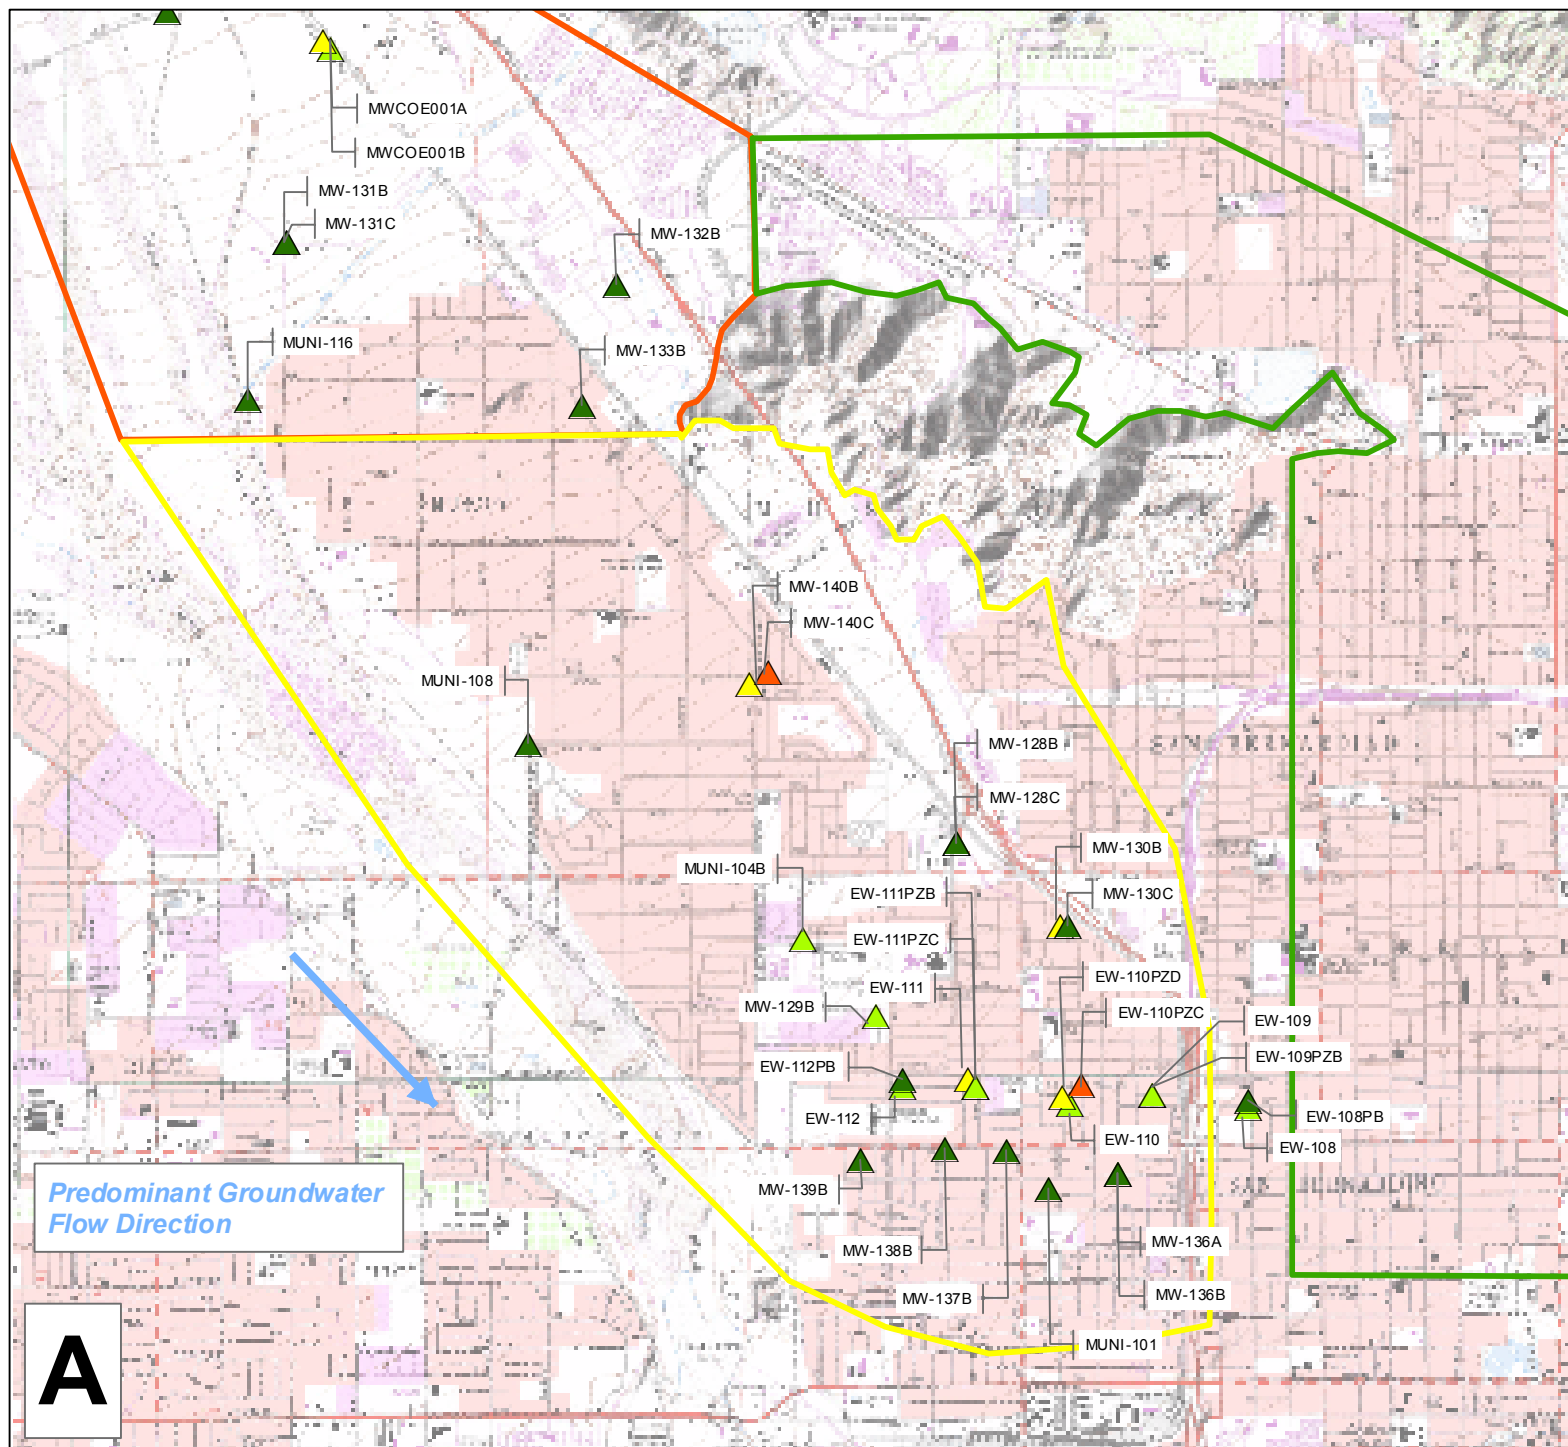 MWCOE001A
MWCOE001B
MW-131B
MW-131C
MW-132B
MUNI-116
MW-133B
MW-140B
MW-140C
MUNI-108
MW-128B
MW-128C
MW-130B
MUNI-104B
EW-111PZB
MW-130C
EW-111PZC
EW-110PZD
EW-111
MW-129B
EW-110PZC
EW-109
EW-109PZB
EW-112PB
EW-112
EW-108PB
EW-110
EW-108
MW-139B
Predominant Groundwater
Flow Direction
MW-138B
MW-136A
MW-137B
MW-136B
MUNI-101
A